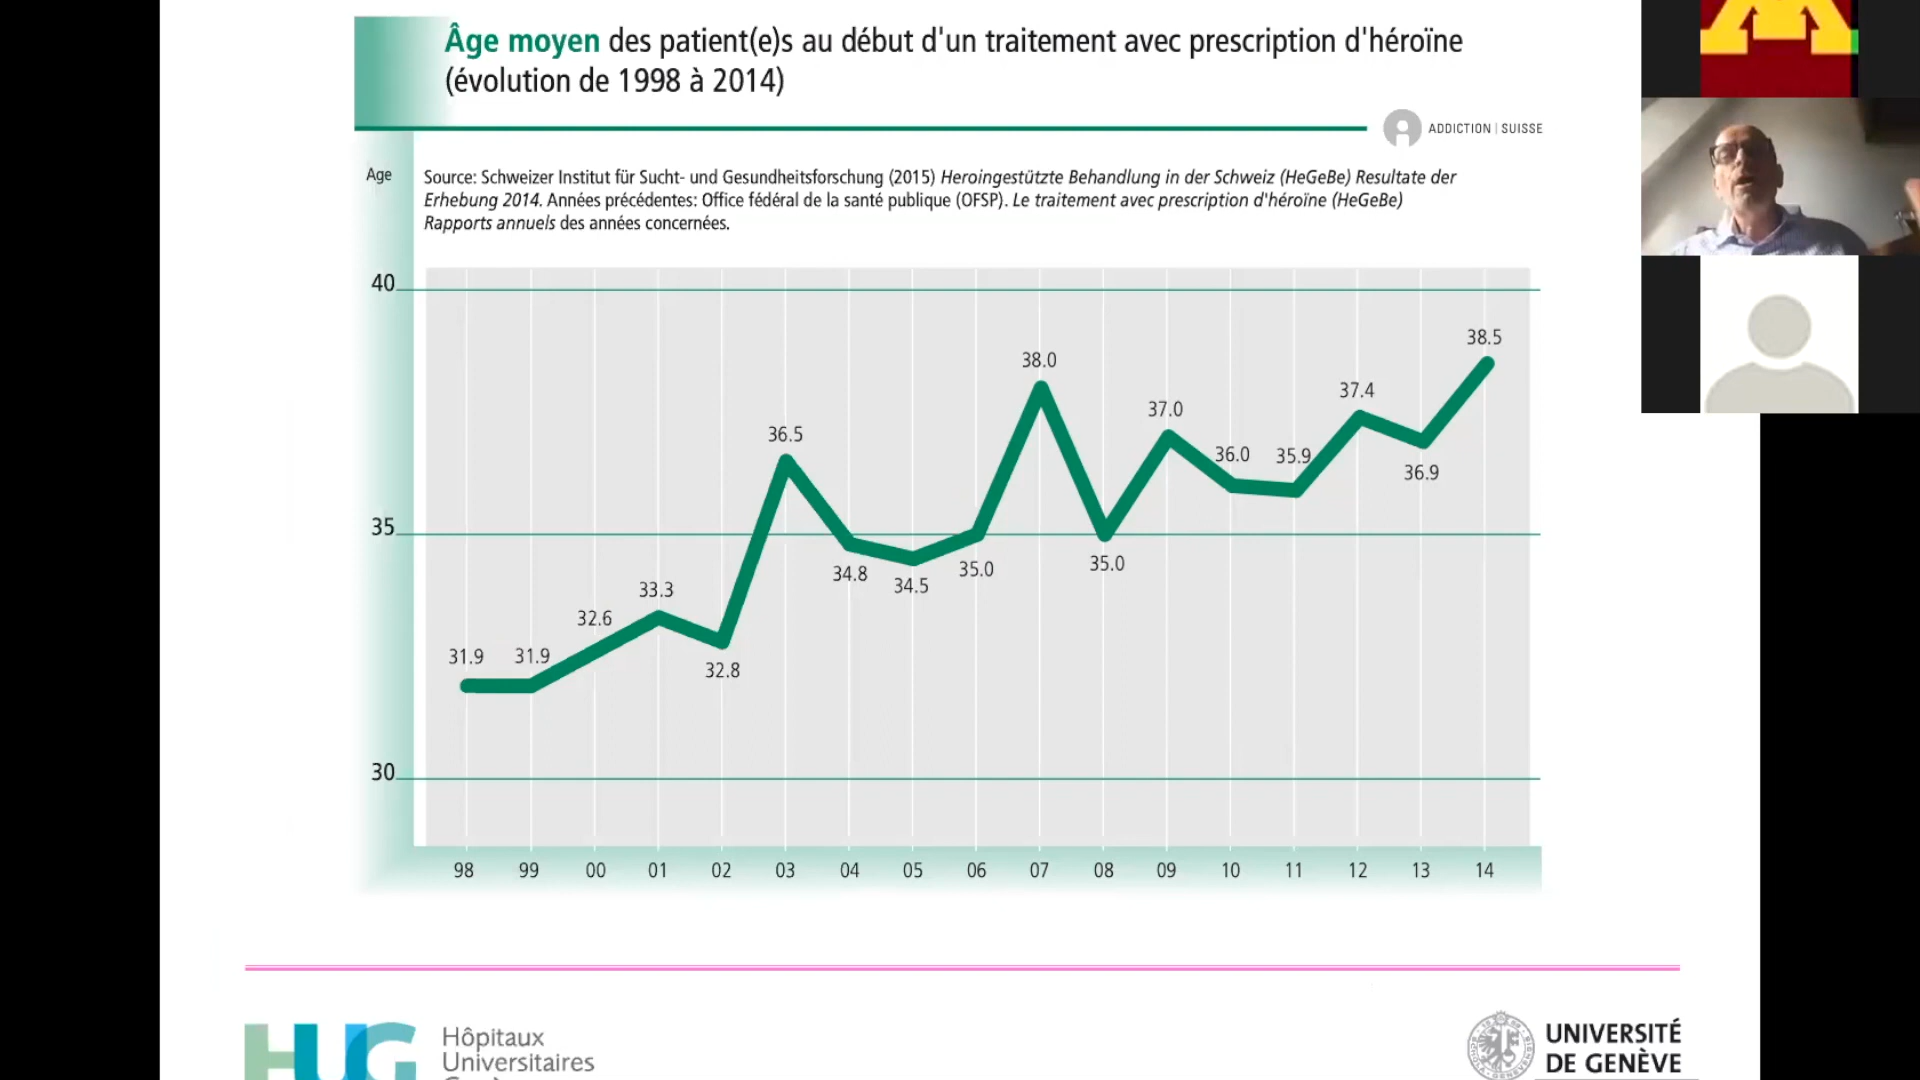 Âge moyen des patient(e)s au début d'un traitement avec prescription d'héroïne
(évolution de 1998 à 2014)
ADDICTION | SUISSE
Age
Source: Schweizer Institut für Sucht- und Gesundheitsforschung (2015) Heroingestützte Behandlung in der Schweiz (HeGeBe) Resultate der
Erhebung 2014. Années précédentes: Office fédéral de la santé publique (OFSP). Le traitement avec prescription d'héroïne (HeGeBe)
Rapports annuels des années concernées.
40
35
30
31.9
31.9
32.6
33.3
32.8
36.5
34.8
34.5
35.0
38.0
35.0
37.0
36.0
35.9
37.4
36.9
38.5
98 99 00 01 02 03 04 05 06 07 08 09 10 11 12 13 14
HUG
Hôpitaux
Universitaires
UNIVERSITÉ
DE GENÈVE